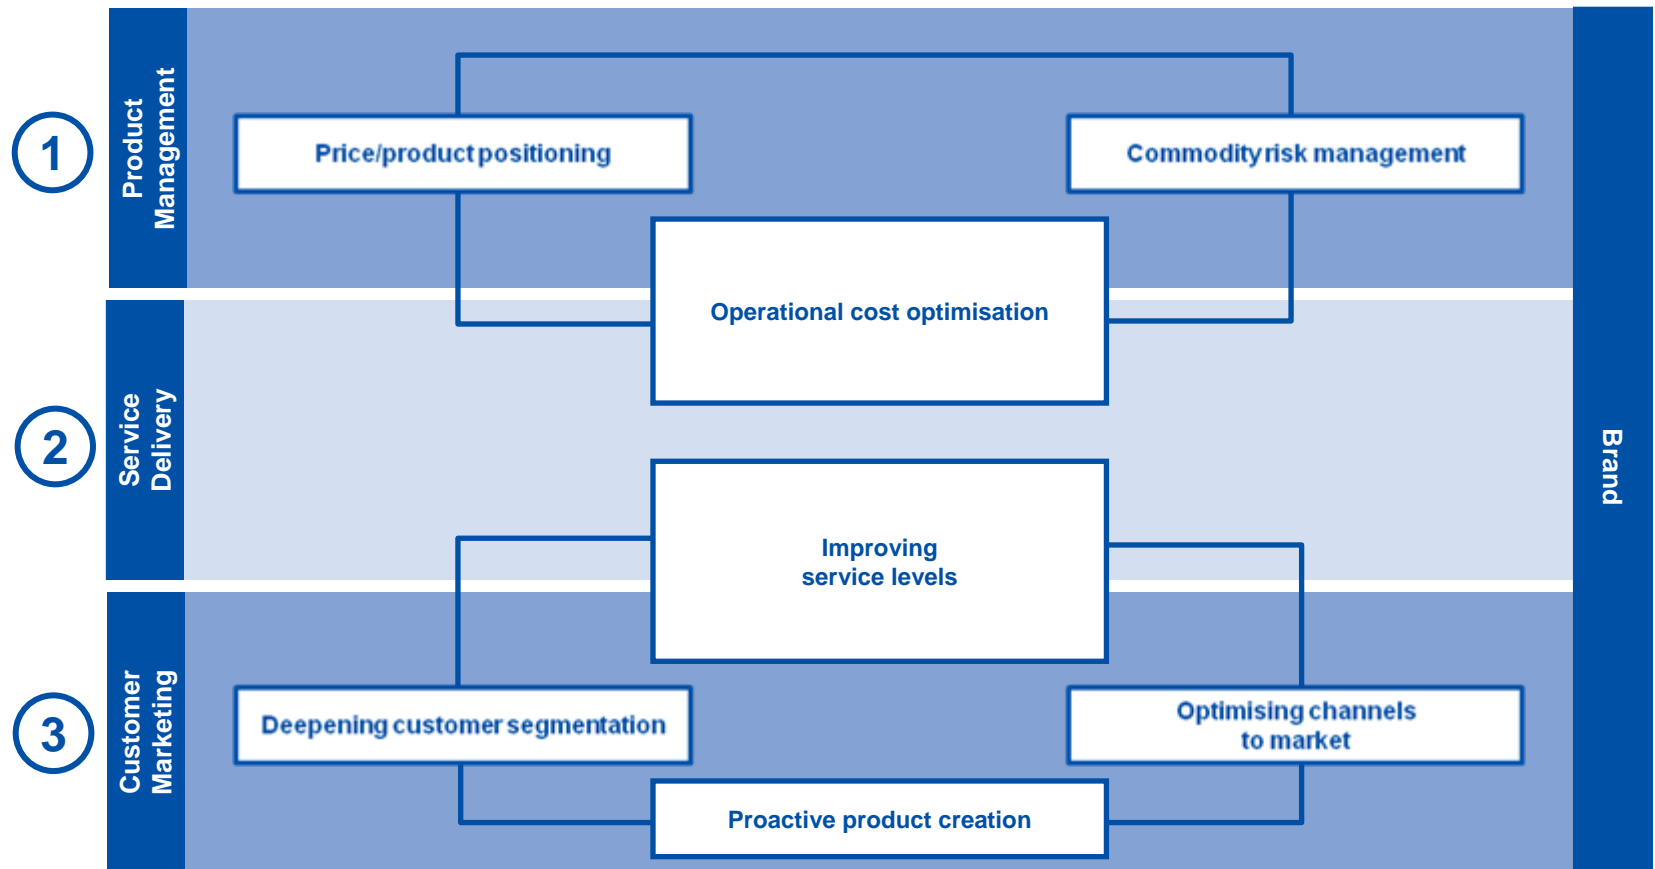 1
Product
Management
Price/product positioning
Commodity risk management
Operational cost optimisation
2
Service
Delivery
Improving
service levels
Brand
3
Customer
Marketing
Deepening customer segmentation
Optimising channels
to market
Proactive product creation